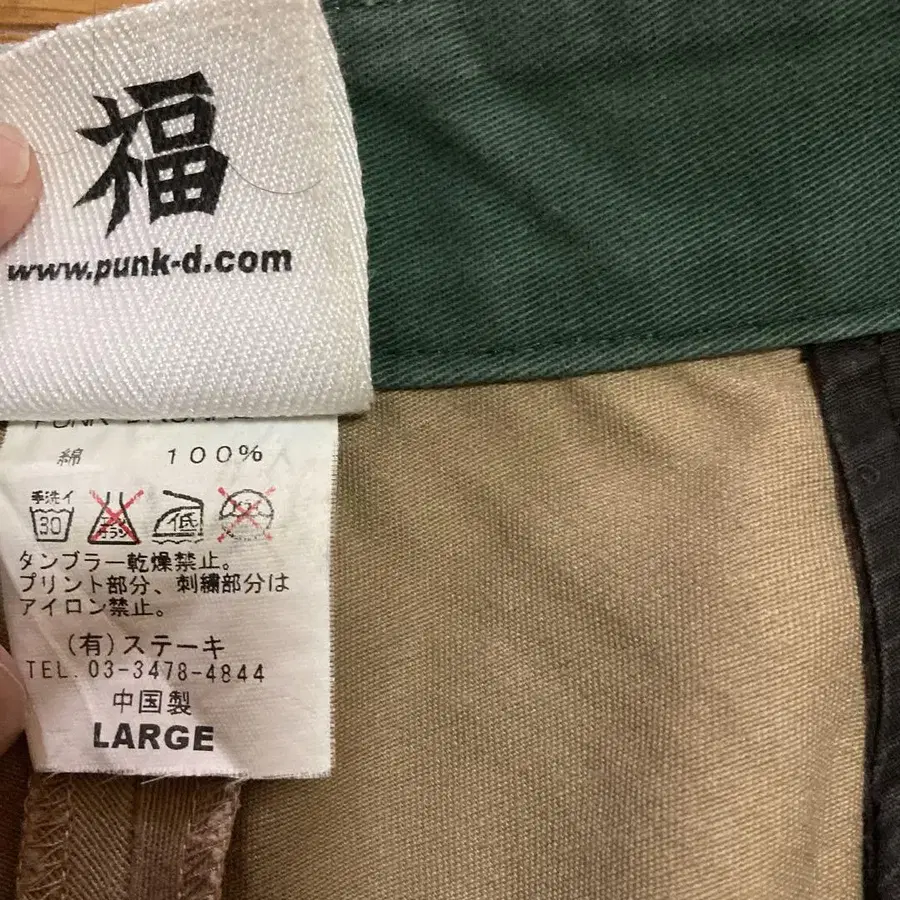 福
www.punk-d.com
綿 100%
手洗イ
30
低
タンブラー乾燥禁止。
プリント部分、刺繍部分は
アイロン禁止。
(有)ステーキ
TEL.03-3478-4844
中国製
LARGE